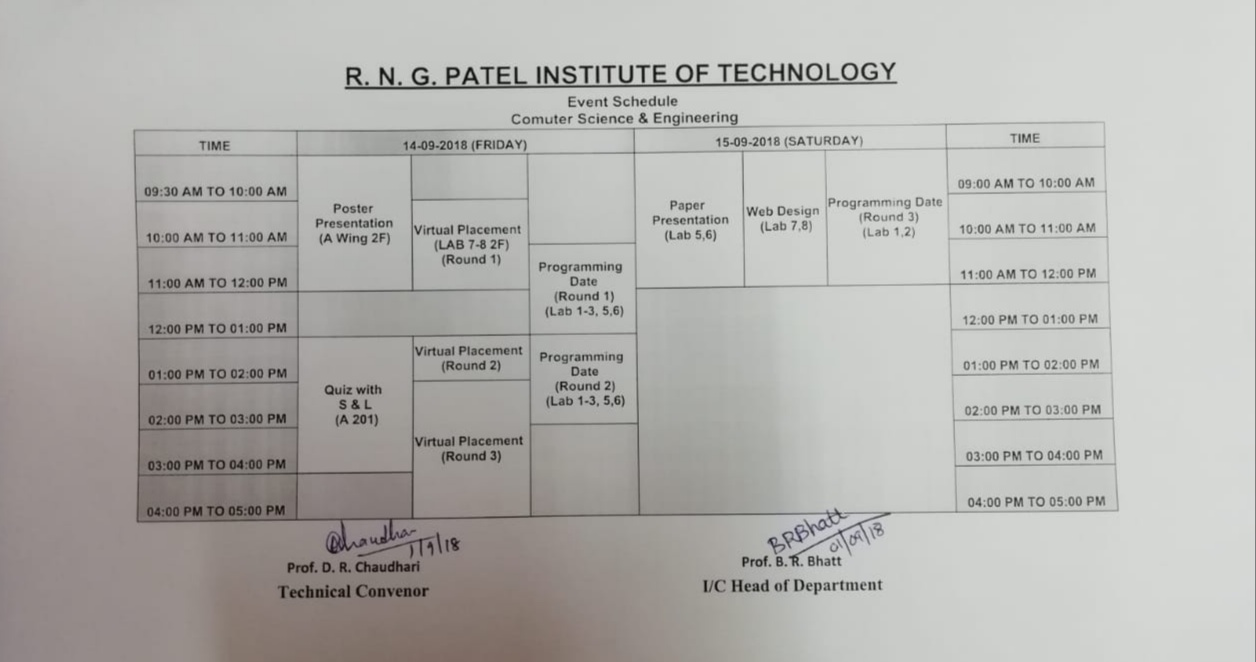 R. N. G. PATEL INSTITUTE OF TECHNOLOGY
Event Schedule
Comuter Science & Engineering
TIME
14-09-2018 (FRIDAY)
15-09-2018 (SATURDAY)
TIME
09:30 AM TO 10:00 AM
10:00 AM TO 11:00 AM
11:00 AM TO 12:00 PM
12:00 PM TO 01:00 PM
01:00 PM TO 02:00 PM
02:00 PM TO 03:00 PM
03:00 PM TO 04:00 PM
04:00 PM TO 05:00 PM
Poster
Presentation
(A Wing 2F)
Quiz with
S & L
(A 201)
Virtual Placement
(LAB 7-8 2F)
(Round 1)
Virtual Placement
(Round 2)
Virtual Placement
(Round 3)
Programming
Date
(Round 1)
(Lab 1-3, 5,6)
Programming
Date
(Round 2)
(Lab 1-3, 5,6)
Paper
Presentation
(Lab 5,6)
Web Design
(Lab 7,8)
Programming Date
(Round 3)
(Lab 1,2)
09:00 AM TO 10:00 AM
10:00 AM TO 11:00 AM
11:00 AM TO 12:00 PM
12:00 PM TO 01:00 PM
01:00 PM TO 02:00 PM
02:00 PM TO 03:00 PM
03:00 PM TO 04:00 PM
04:00 PM TO 05:00 PM
1/9/18
Prof. D. R. Chaudhari
Technical Convenor
BRBhatt
01/09/18
Prof. B. R. Bhatt
I/C Head of Department